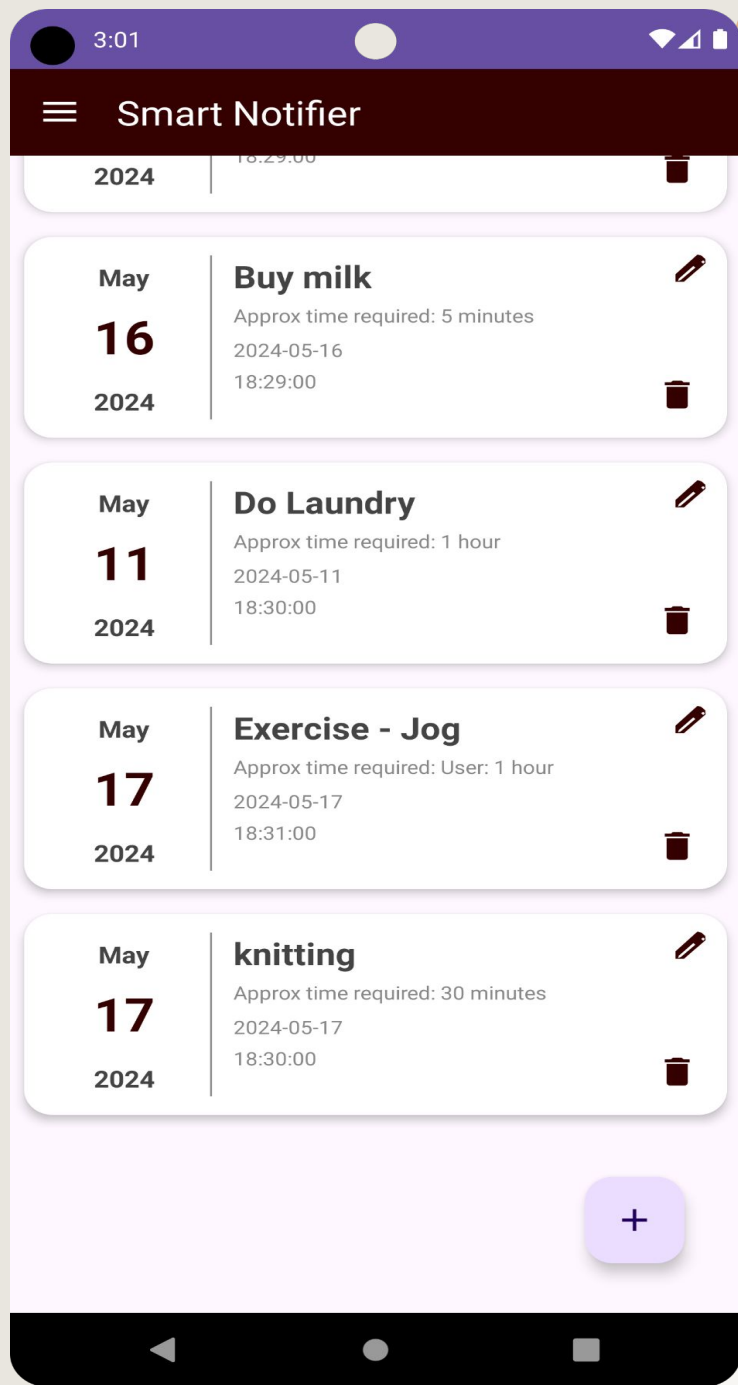 3:01
Smart Notifier
2024
18:29:00
May
16
2024
Buy milk
Approx time required: 5 minutes
2024-05-16
18:29:00
May
11
2024
Do Laundry
Approx time required: 1 hour
2024-05-11
18:30:00
May
17
2024
Exercise - Jog
Approx time required: User: 1 hour
2024-05-17
18:31:00
May
17
2024
knitting
Approx time required: 30 minutes
2024-05-17
18:30:00
+